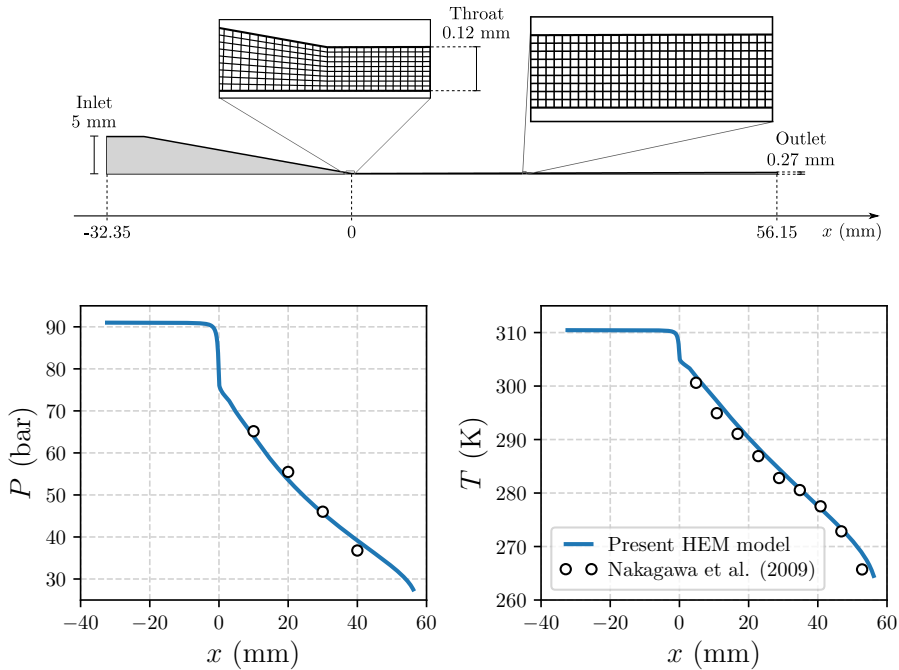 Throat
0.12 mm
Inlet
5 mm
Outlet
0.27 mm
-32.35 0 56.15 x (mm)
P (bar)
90
80
70
60
50
40
30
−40 −20 0 20 40 60
x (mm)
T (K)
310
300
290
280
270
260
Present HEM model
Nakagawa et al. (2009)
−40 −20 0 20 40 60
x (mm)